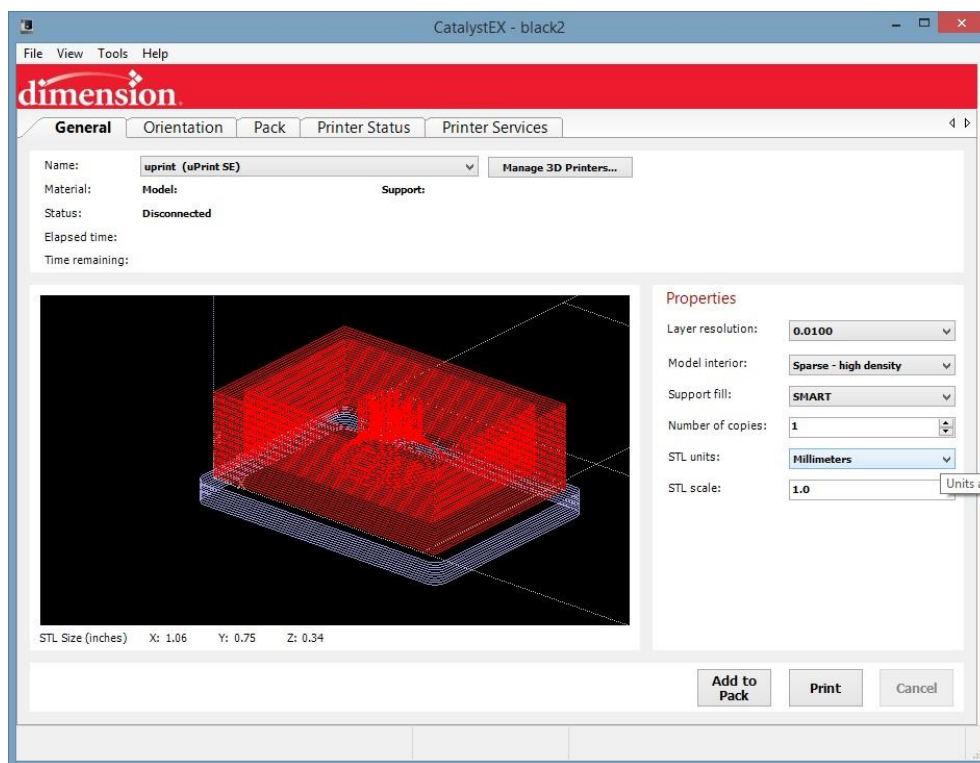 CatalystEX - black2
File View Tools Help
dimension
General Orientation Pack Printer Status Printer Services
Name: uprint (uPrint SE) Manage 3D Printers...
Material: Model: Support:
Status: Disconnected
Elapsed time:
Time remaining:
Properties
Layer resolution: 0.0100
Model interior: Sparse - high density
Support fill: SMART
Number of copies: 1
STL units: Millimeters
STL scale: 1.0
Units
STL Size (inches) X: 1.06 Y: 0.75 Z: 0.34
Add to
Pack
Print
Cancel